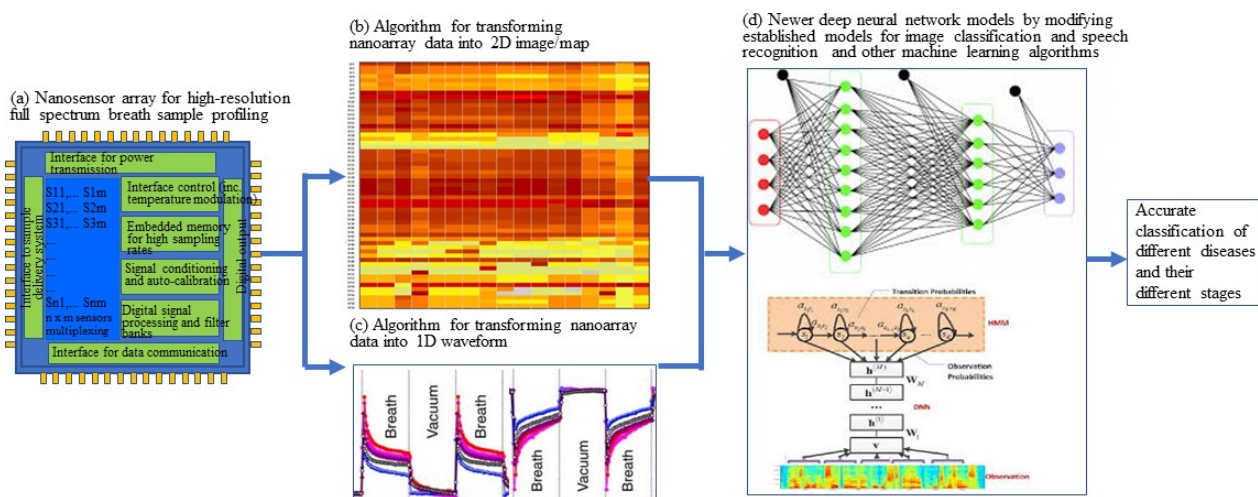 (a) Nanosensor array for high-resolution
full spectrum breath sample profiling
Interface for power
transmission
Interface to sample
delivery system
S11,... S1m
S21,... S2m
S31,... S3m
...
...
...
...
Sn1,... Snm
n x m sensors
multiplexing
Interface control (inc.
temperature modulation)
Embedded memory
for high sampling
rates
Signal conditioning
and auto-calibration
Digital signal
processing and filter
banks
Digital output
Interface for data communication
(b) Algorithm for transforming
nanoarray data into 2D image/map
(c) Algorithm for transforming nanoarray
data into 1D waveform
Breath
Vacuum
Breath
Breath
Vacuum
Breath
(d) Newer deep neural network models by modifying
established models for image classification and speech
recognition and other machine learning algorithms
Transition Probabilities
HMM
Observation
Probabilities
h(M)
W_M
h(M-1)
...
DNN
h(1)
W1
v
Observation
Accurate
classification of
different diseases
and their
different stages